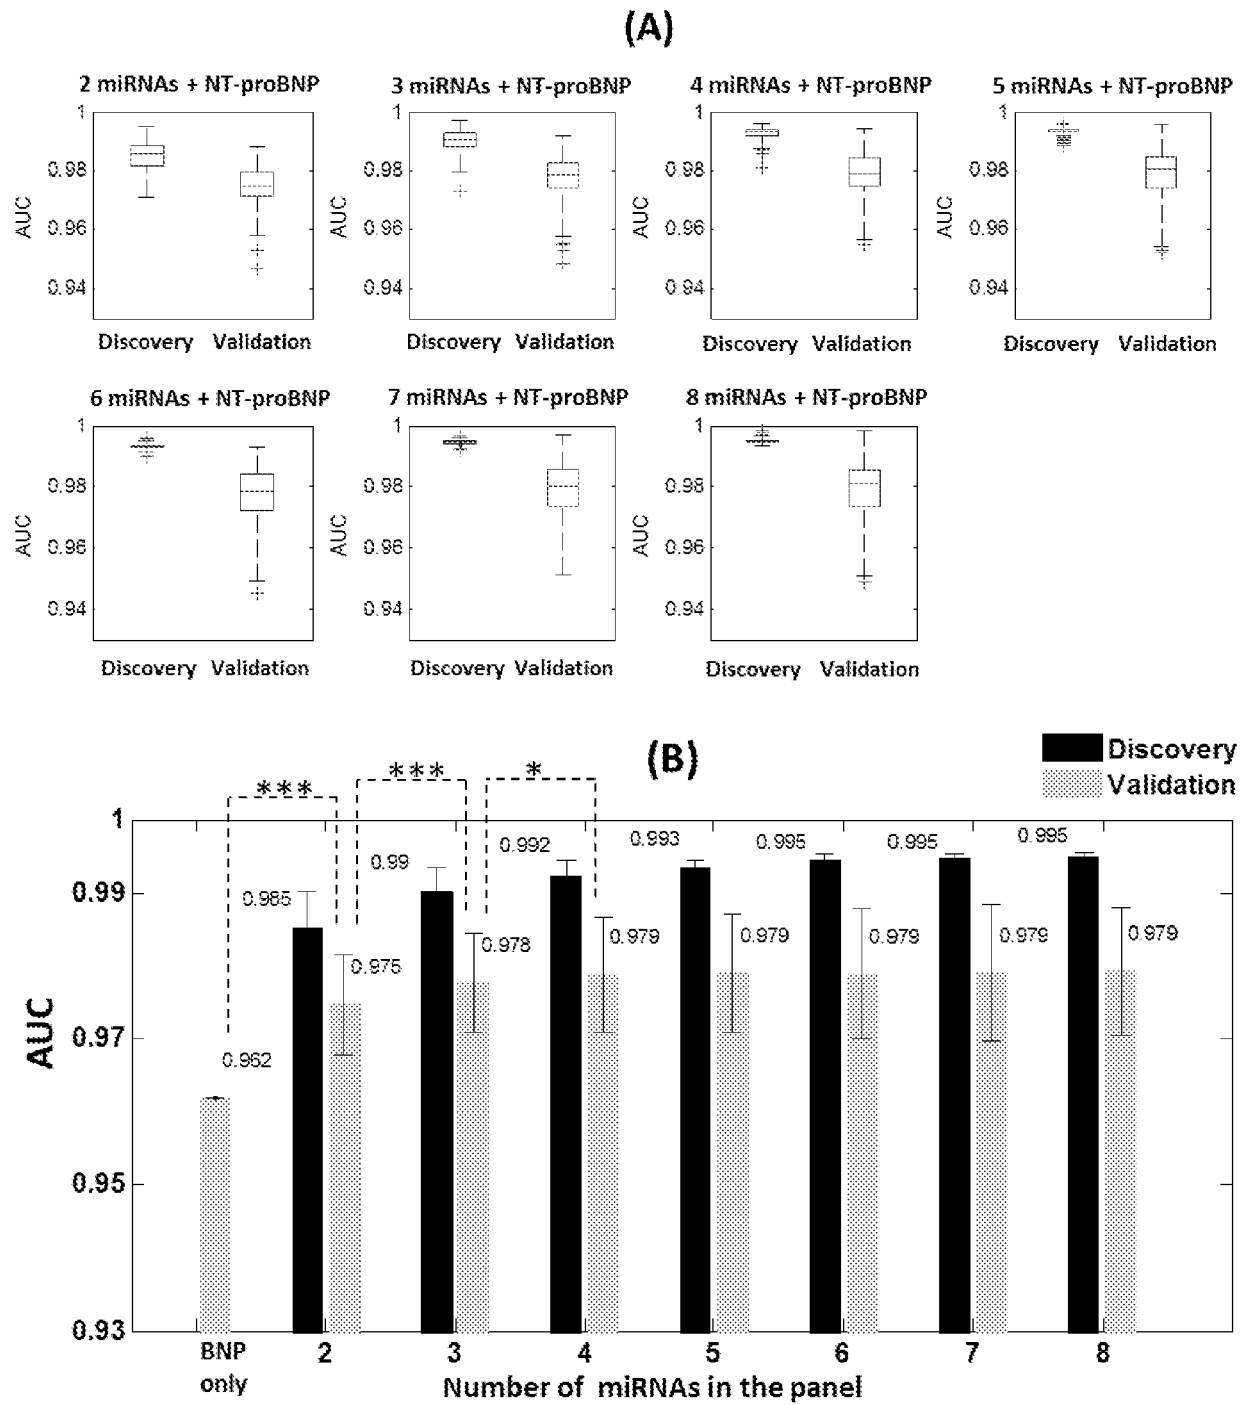 (A)
2 miRNAs + NT-proBNP
3 miRNAs + NT-proBNP
4 miRNAs + NT-proBNP
5 miRNAs + NT-proBNP
1
0.98
0.96
0.94
AUC
Discovery Validation
1
0.98
0.96
0.94
AUC
Discovery Validation
1
0.98
0.96
0.94
AUC
Discovery Validation
1
0.98
0.96
0.94
AUC
Discovery Validation
6 miRNAs + NT-proBNP
7 miRNAs + NT-proBNP
8 miRNAs + NT-proBNP
1
0.98
0.96
0.94
AUC
Discovery Validation
1
0.98
0.96
0.94
AUC
Discovery Validation
1
0.98
0.96
0.94
AUC
Discovery Validation
(B)
Discovery
Validation
***
***
*
1
0.99
0.97
0.95
0.93
AUC
0.962
0.985
0.975
0.99
0.978
0.992
0.979
0.993
0.979
0.995
0.979
0.995
0.979
0.995
0.979
BNP
only
2
3
4
5
6
7
8
Number of miRNAs in the panel